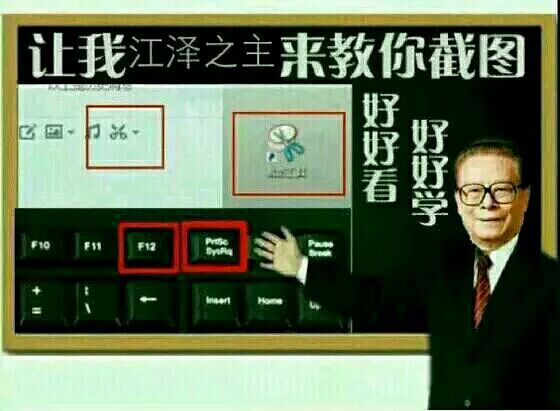 让我江泽之主来教你截图
好好看
好好学
F10 F11 F12 PrtSc SysRq Pause Break
+ = | \ ← Insert Home